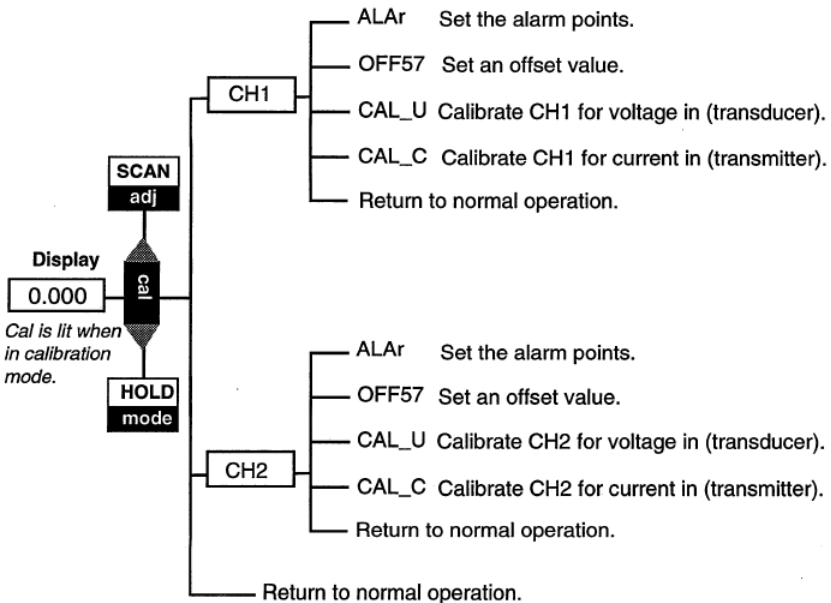 ALAr Set the alarm points.
OFF57 Set an offset value.
CH1
CAL_U Calibrate CH1 for voltage in (transducer).
CAL_C Calibrate CH1 for current in (transmitter).
Return to normal operation.
SCAN
adj
Display
0.000
cal
Cal is lit when
in calibration
mode.
HOLD
mode
ALAr Set the alarm points.
OFF57 Set an offset value.
CAL_U Calibrate CH2 for voltage in (transducer).
CH2
CAL_C Calibrate CH2 for current in (transmitter).
Return to normal operation.
Return to normal operation.